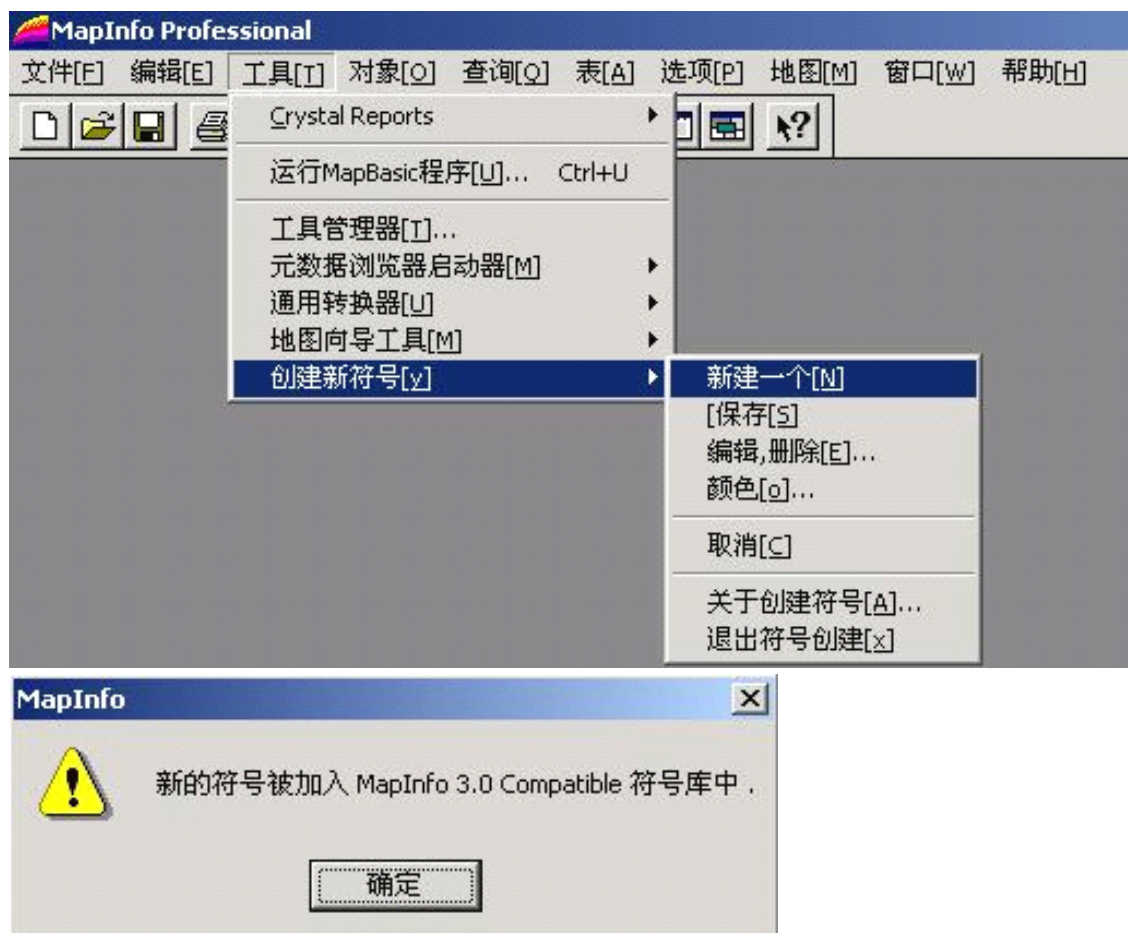 MapInfo Professional
文件[F] 编辑[E] 工具[T] 对象[O] 查询[Q] 表[A] 选项[P] 地图[M] 窗口[W] 帮助[H]
Crystal Reports
运行MapBasic程序[U]... Ctrl+U
工具管理器[T]...
元数据浏览器启动器[M]
通用转换器[U]
地图向导工具[M]
创建新符号[y]
新建一个[N]
[保存[S]
编辑,删除[E]...
颜色[o]...
取消[C]
关于创建符号[A]...
退出符号创建[x]
MapInfo
新的符号被加入 MapInfo 3.0 Compatible 符号库中 .
确定